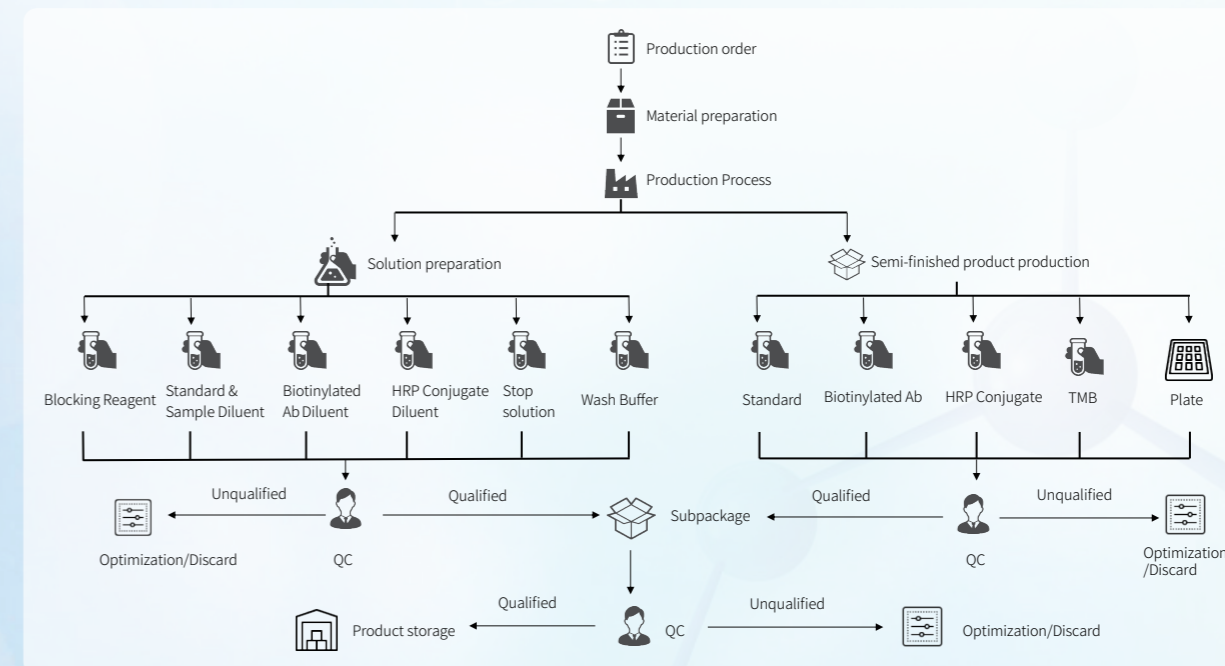 Production order
Material preparation
Production Process
Solution preparation
Semi-finished product production
Blocking Reagent
Standard &
Sample Diluent
Biotinylated
Ab Diluent
HRP Conjugate
Diluent
Stop
solution
Wash Buffer
Standard
Biotinylated Ab
HRP Conjugate
TMB
Plate
Unqualified
Qualified
Subpackage
Qualified
Unqualified
Optimization/Discard
QC
QC
Optimization
/Discard
Product storage
Qualified
QC
Unqualified
Optimization/Discard